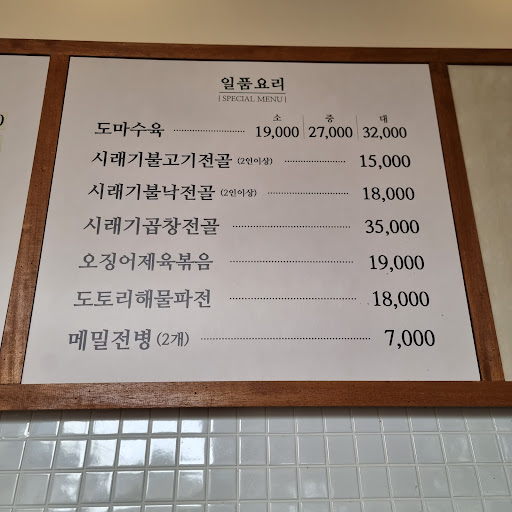 일품요리
| SPECIAL MENU |
소 중 대
도마수육 19,000 27,000 32,000
시래기불고기전골 (2인이상) 15,000
시래기불낙전골 (2인이상) 18,000
시래기곱창전골 35,000
오징어제육볶음 19,000
도토리해물파전 18,000
메밀전병 (2개) 7,000